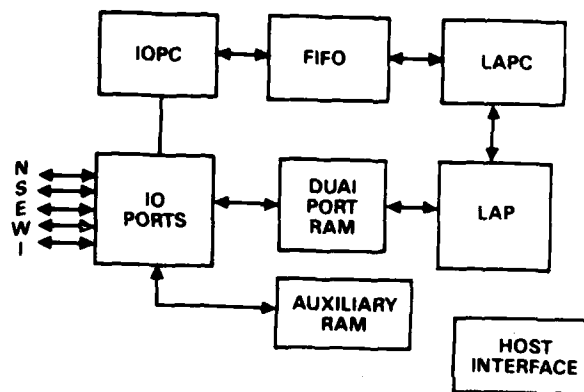 IOPC
FIFO
LAPC
N
S
E
W
I
IO
PORTS
DUAI
PORT
RAM
LAP
AUXILIARY
RAM
HOST
INTERFACE